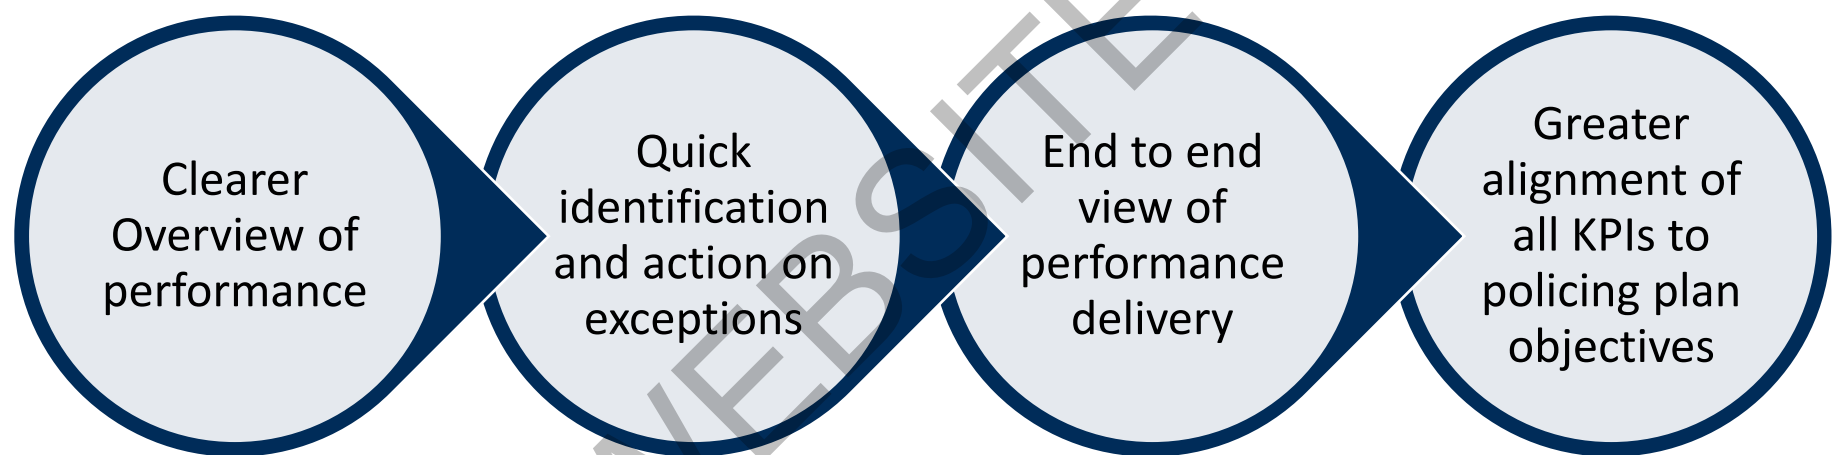 Clearer
Overview of
performance
Quick
identification
and action on
exceptions
End to end
view of
performance
delivery
Greater
alignment of
all KPIs to
policing plan
objectives
WEBSITE